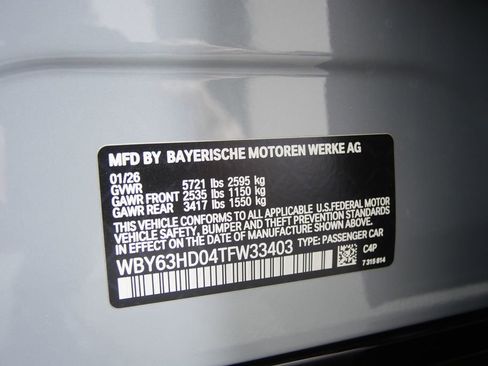 MFD BY BAYERISCHE MOTOREN WERKE AG
01/26
GVWR 5721 lbs 2595 kg
GAWR FRONT 2535 lbs 1150 kg
GAWR REAR 3417 lbs 1550 kg
THIS VEHICLE CONFORMS TO ALL APPLICABLE U.S.FEDERAL MOTOR
VEHICLE SAFETY, BUMPER, AND THEFT PREVENTION STANDARDS
IN EFFECT ON THE DATE OF MANUFACTURE SHOWN ABOVE.
WBY63HD04TFW33403 TYPE: PASSENGER CAR
C4P
7 315 814